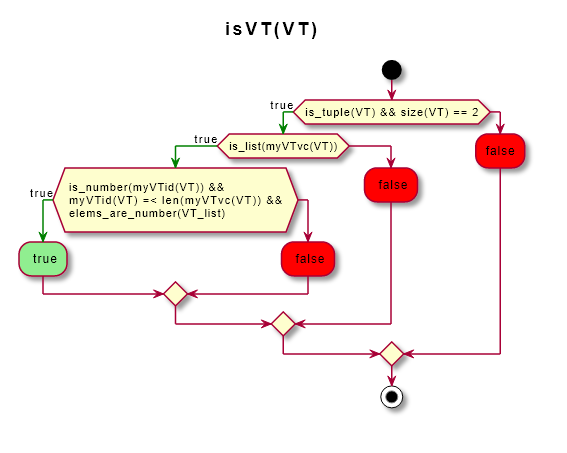 isVT(VT)
is_tuple(VT) && size(VT) == 2
true
false
is_list(myVTvc(VT))
true
false
is_number(myVTid(VT)) &&
myVTid(VT) =< len(myVTvc(VT)) &&
elems_are_number(VT_list)
true
true
false